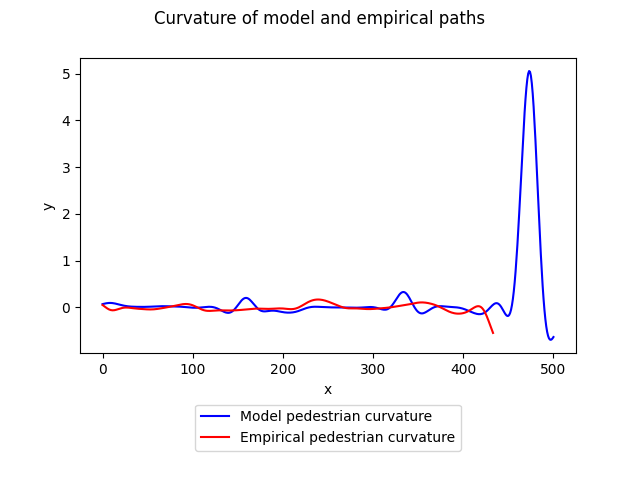 Curvature of model and empirical paths
5
4
3
2
1
0
y
0 100 200 300 400 500
x
Model pedestrian curvature
Empirical pedestrian curvature